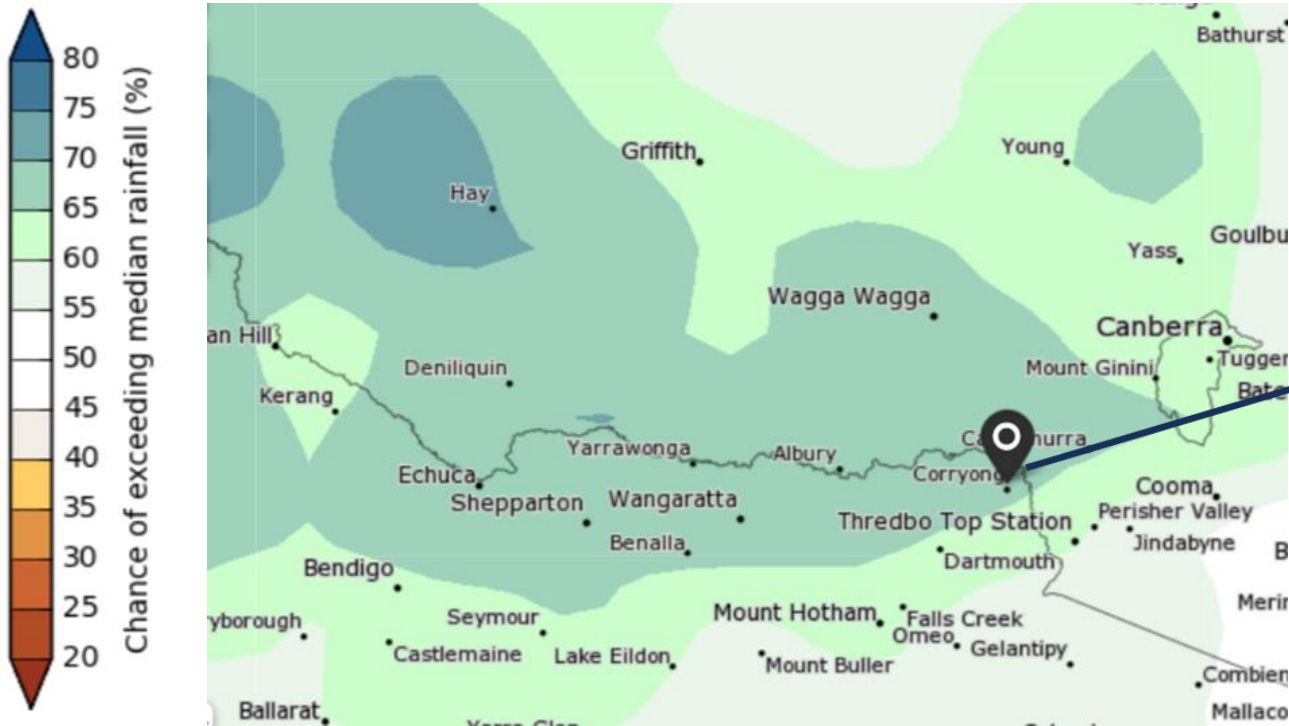 80
75
70
65
60
55
50
45
40
35
30
25
20
Chance of exceeding median rainfall (%)
Bathurst
Griffith
Young
Hay
Yass
Goulbu
Wagga Wagga
Canberra
an Hill
Deniliquin
Mount Ginini
Tugger
Kerang
Bate
Yarrawonga
Albury
urra
Echuca
Corryong
Shepparton
Wangaratta
Cooma
Thredbo Top Station
Perisher Valley
Benalla
Dartmouth
Jindabyne
B
Bendigo
Merir
yborough
Seymour
Mount Hotham
Falls Creek
Omeo
Gelantipy
Castlemaine
Lake Eildon
Mount Buller
Combien
Ballarat
Mallaco